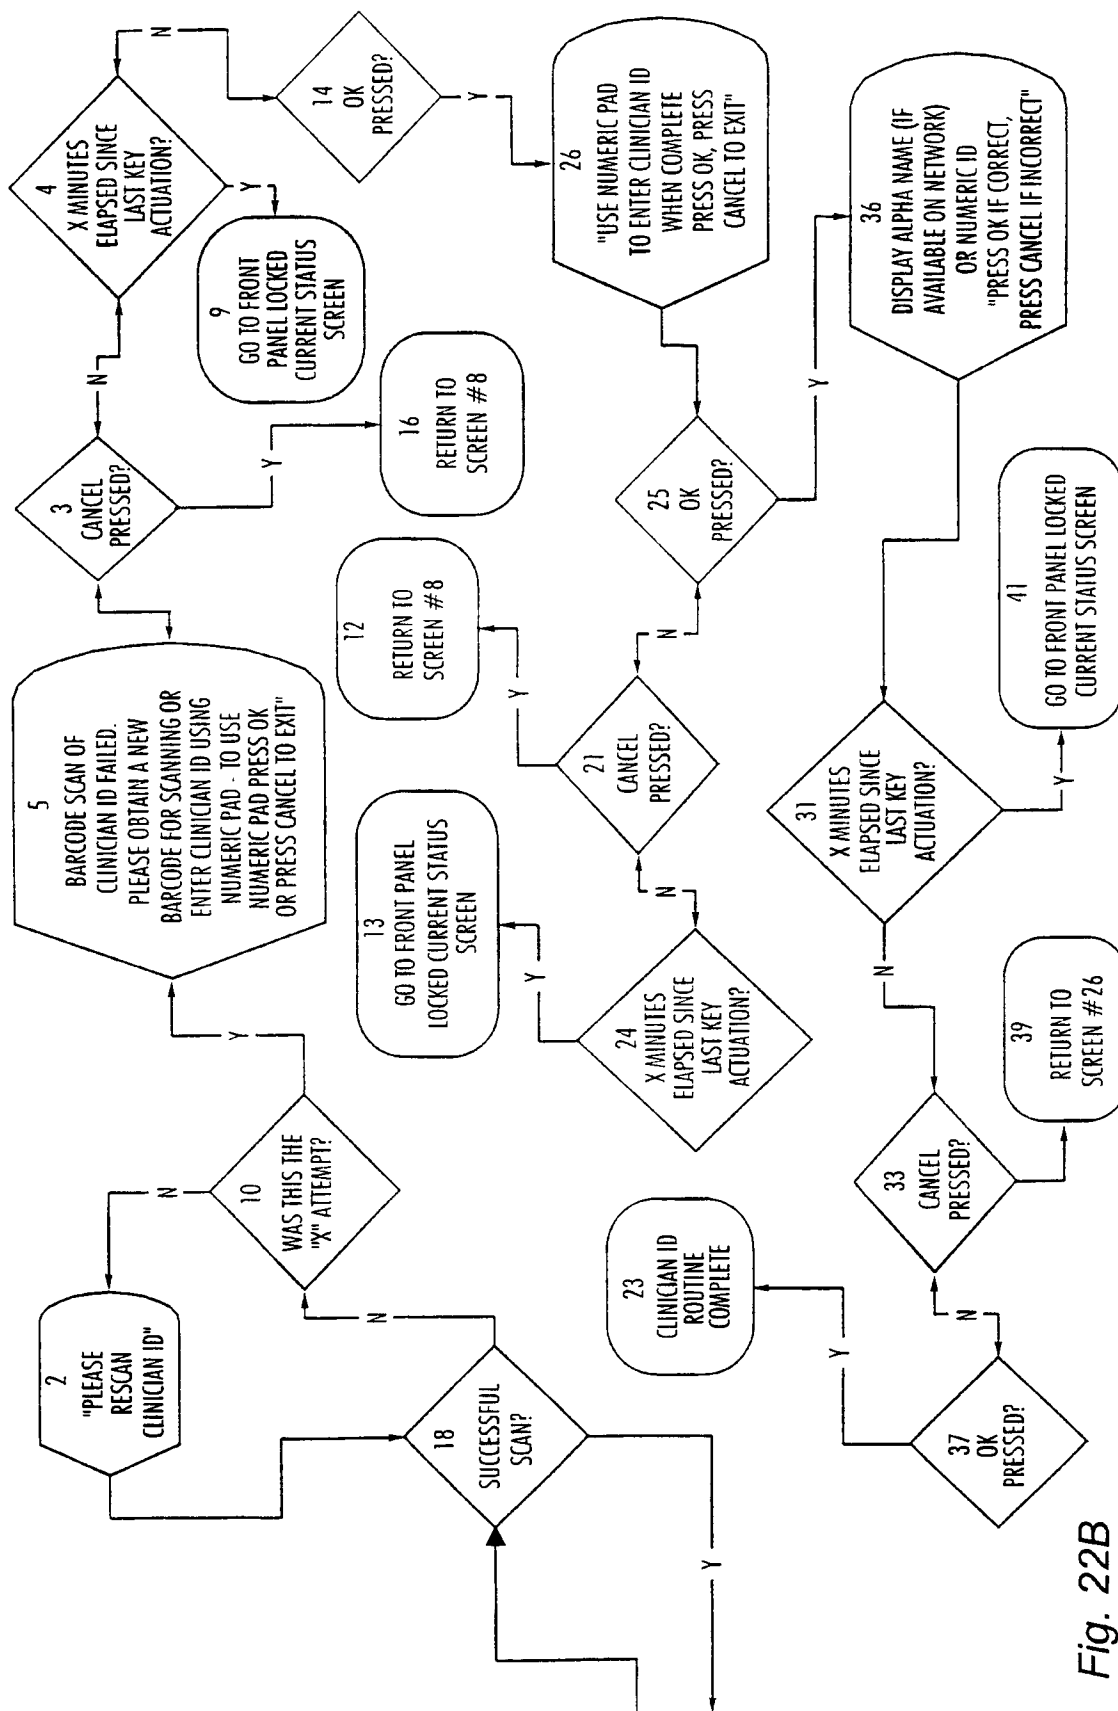 2
"PLEASE
RESCAN
CLINICIAN ID"
N
10
WAS THIS THE
"X" ATTEMPT?
Y
5
BARCODE SCAN OF
CLINICIAN ID FAILED.
PLEASE OBTAIN A NEW
BARCODE FOR SCANNING OR
ENTER CLINICIAN ID USING
NUMERIC PAD - TO USE
NUMERIC PAD PRESS OK
OR PRESS CANCEL TO EXIT"
3
CANCEL
PRESSED?
N
Y
4
X MINUTES
ELAPSED SINCE
LAST KEY
ACTUATION?
N
Y
9
GO TO FRONT
PANEL LOCKED
CURRENT STATUS
SCREEN
16
RETURN TO
SCREEN #8
14
OK
PRESSED?
Y
18
SUCCESSFUL
SCAN?
N
Y
13
GO TO FRONT PANEL
LOCKED CURRENT STATUS
SCREEN
Y
12
RETURN TO
SCREEN #8
Y
24
X MINUTES
ELAPSED SINCE
LAST KEY
ACTUATION?
N
21
CANCEL
PRESSED?
N
25
OK
PRESSED?
Y
26
"USE NUMERIC PAD
TO ENTER CLINICIAN ID
WHEN COMPLETE
PRESS OK, PRESS
CANCEL TO EXIT"
23
CLINICIAN ID
ROUTINE
COMPLETE
Y
37
OK
PRESSED?
N
33
CANCEL
PRESSED?
N
39
RETURN TO
SCREEN #26
31
X MINUTES
ELAPSED SINCE
LAST KEY
ACTUATION?
Y
41
GO TO FRONT PANEL LOCKED
CURRENT STATUS SCREEN
36
DISPLAY ALPHA NAME (IF
AVAILABLE ON NETWORK)
OR NUMERIC ID
"PRESS OK IF CORRECT,
PRESS CANCEL IF INCORRECT"
Fig. 22B